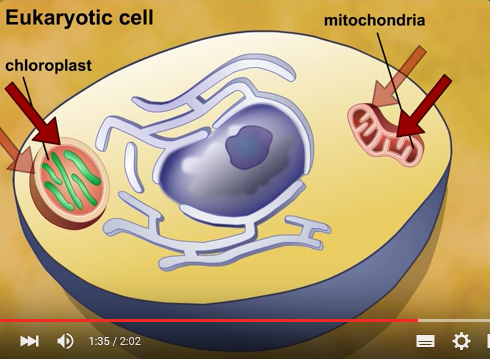 Eukaryotic cell
mitochondria
chloroplast
1:35 / 2:02